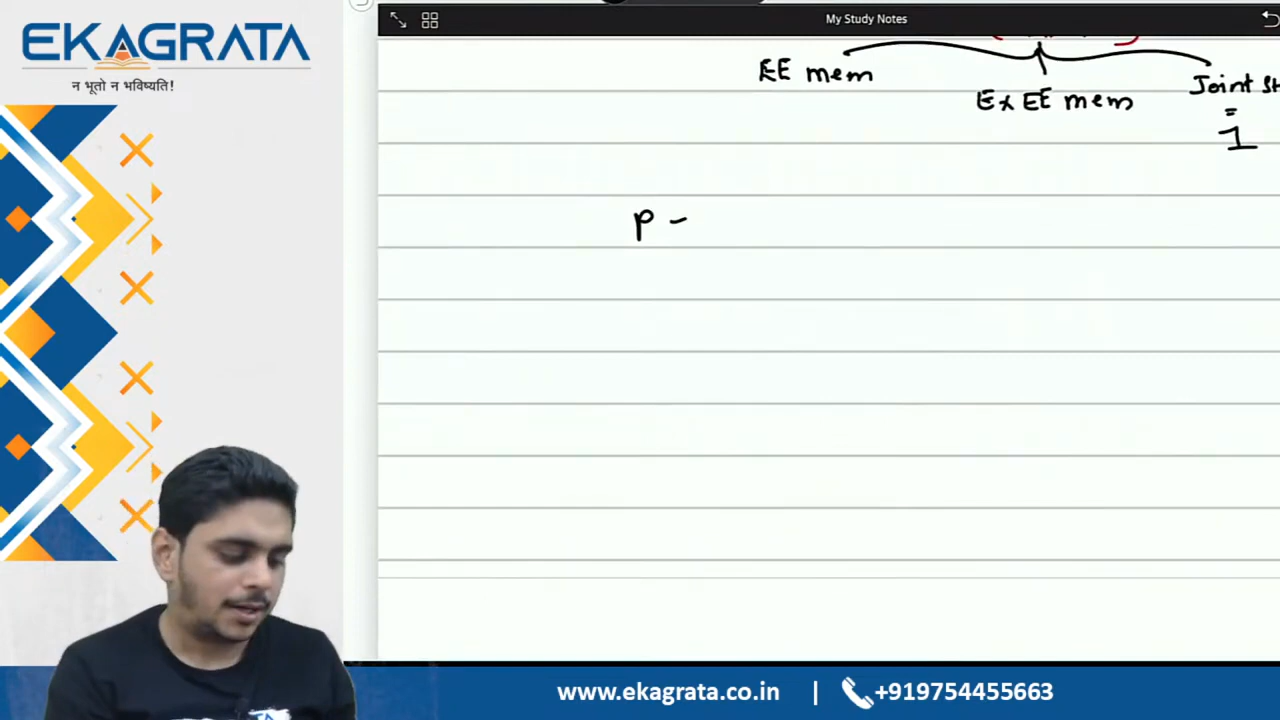 EKAGRATA
न भूतो न भविष्यति!
My Study Notes
EE mem
Ex EE mem
Joint
=
1
P -
www.ekagrata.co.in | +919754455663